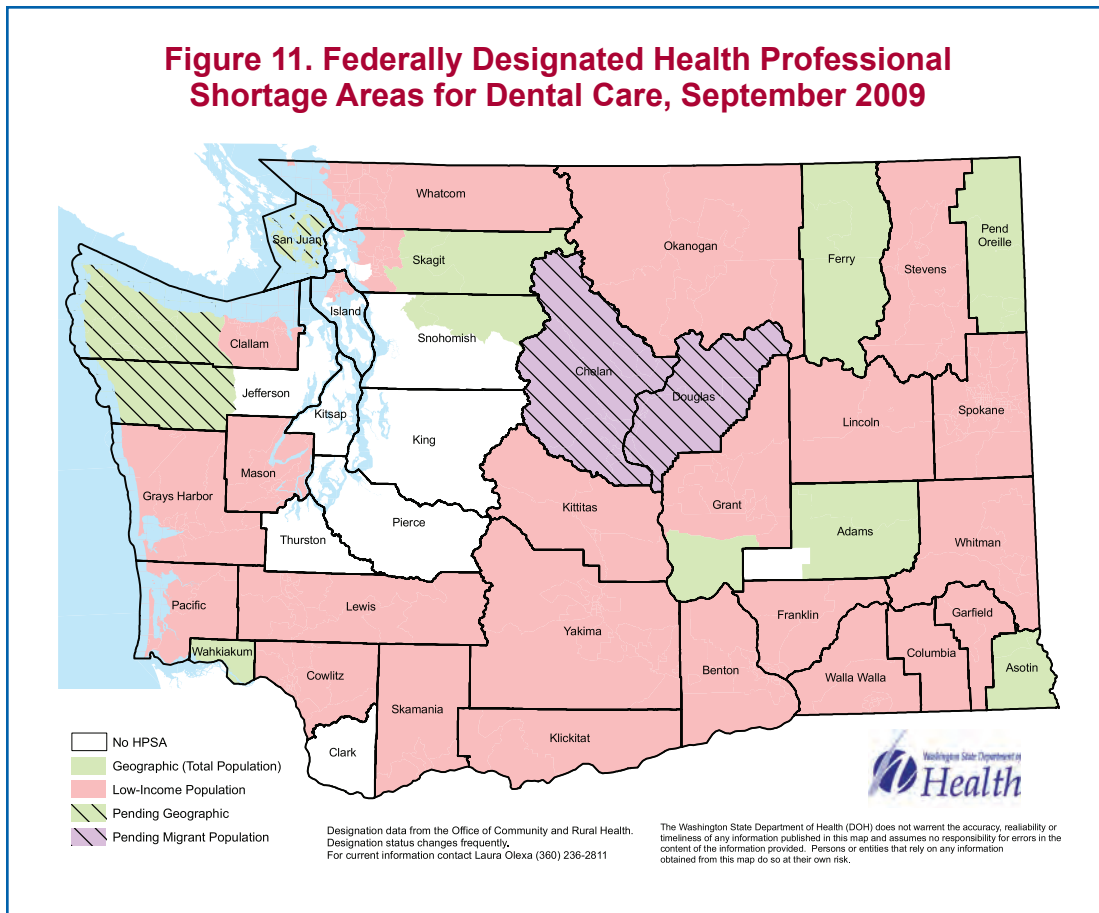 Figure 11. Federally Designated Health Professional
Shortage Areas for Dental Care, September 2009
Whatcom
San Juan
Skagit
Okanogan
Ferry
Stevens
Pend
Oreille
Island
Clallam
Snohomish
Chelan
Douglas
Jefferson
Kitsap
King
Lincoln
Spokane
Mason
Grays Harbor
Kittitas
Grant
Pierce
Thurston
Adams
Whitman
Pacific
Lewis
Yakima
Franklin
Garfield
Wahkiakum
Cowlitz
Columbia
Benton
Walla Walla
Asotin
Skamania
Klickitat
Clark
No HPSA
Geographic (Total Population)
Low-Income Population
Pending Geographic
Pending Migrant Population
Designation data from the Office of Community and Rural Health.
Designation status changes frequently.
For current information contact Laura Olexa (360) 236-2811
Washington State Department of
Health
The Washington State Department of Health (DOH) does not warrant the accuracy, realiability or
timeliness of any information published in this map and assumes no responsibility for errors in the
content of the information provided. Persons or entities that rely on any information
obtained from this map do so at their own risk.